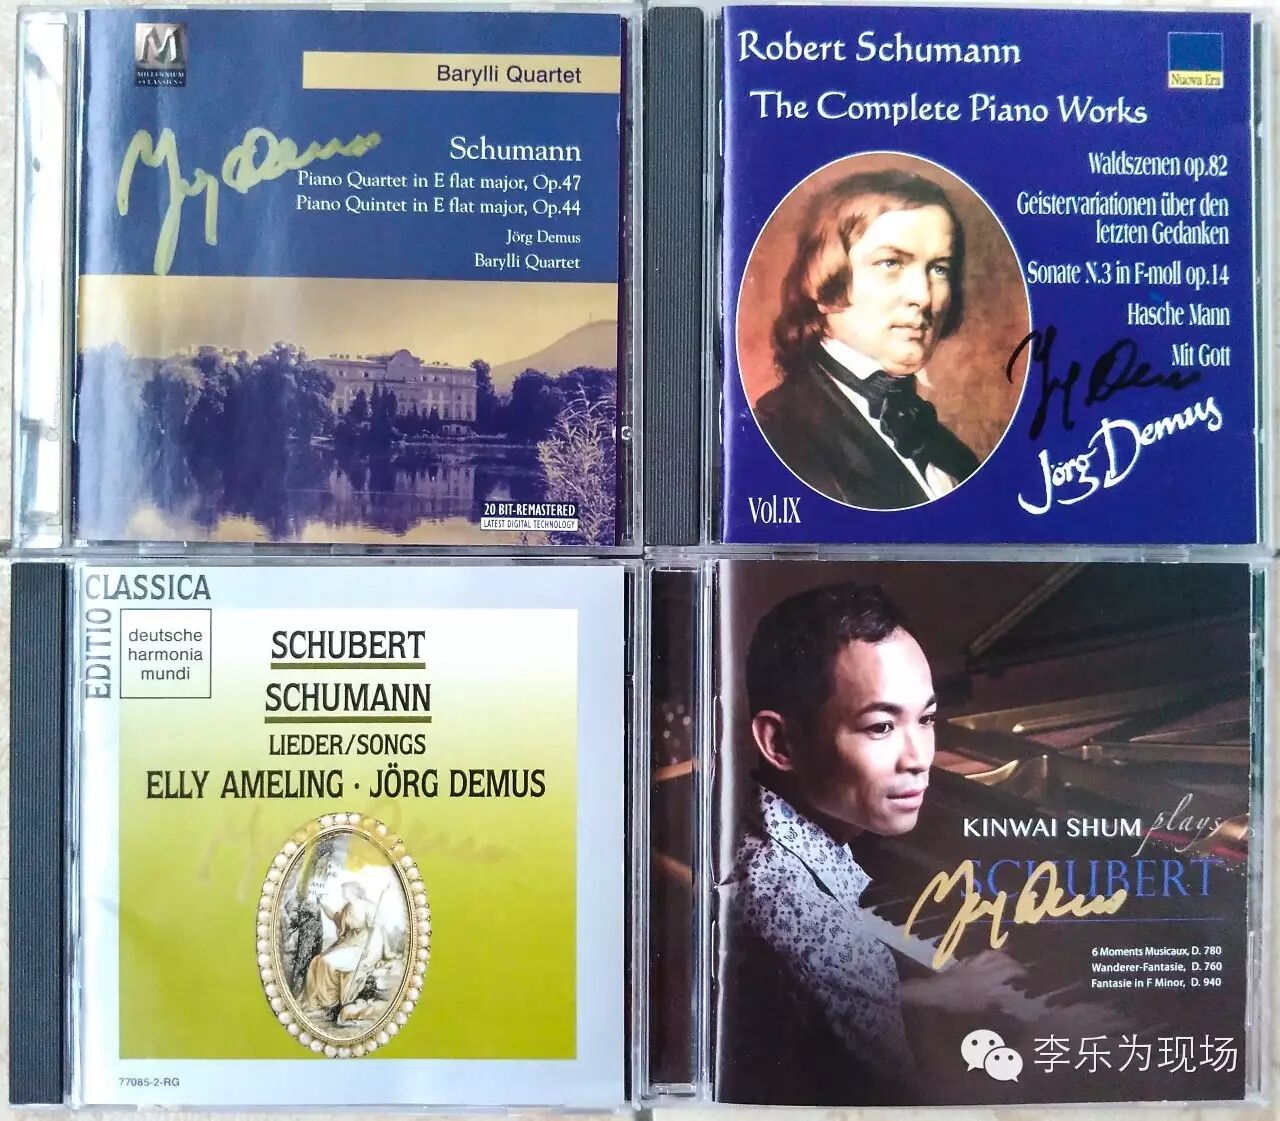 M
MILLENNIUM
CLASSICS
Barylli Quartet
Schumann
Piano Quartet in E flat major, Op.47
Piano Quintet in E flat major, Op.44
Jörg Demus
Barylli Quartet
20 BIT-REMASTERED
LATEST DIGITAL TECHNOLOGY
Robert Schumann
The Complete Piano Works
Nuova Era
Waldszenen op.82
Geistervariationen über den
letzten Gedanken
Sonate N.3 in F-moll op.14
Hasche Mann
Mit Gott
Jörg Demus
Vol.IX
EDITIO CLASSICA
deutsche
harmonia
mundi
SCHUBERT
SCHUMANN
LIEDER/SONGS
ELLY AMELING · JÖRG DEMUS
77085-2-RG
KINWAI SHUM plays
SCHUBERT
6 Moments Musicaux, D. 780
Wanderer-Fantasie, D. 760
Fantasie in F Minor, D. 940
李乐为现场